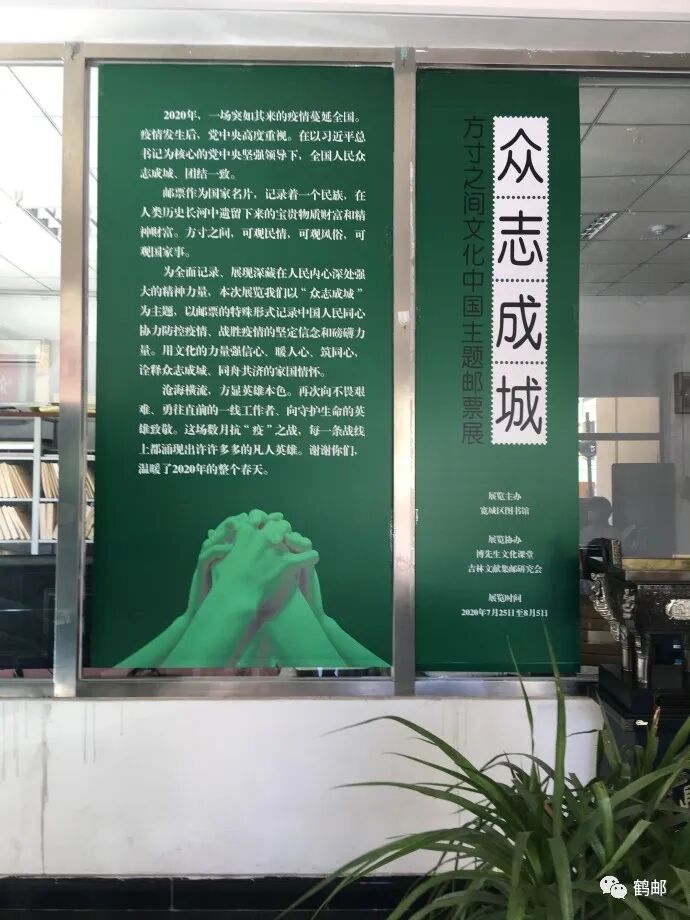 2020年，一场突如其来的疫情蔓延全国。
疫情发生后，党中央高度重视。在以习近平总
书记为核心的党中央坚强领导下，全国人民众
志成城、团结一致。
邮票作为国家名片，记录着一个民族，在
人类历史长河中遗留下来的宝贵物质财富和精
神财富。方寸之间，可观民情，可观风俗，可
观国家事。
为全面记录、展现深藏在人民内心深处强
大的精神力量，本次展览我们以“众志成城”
为主题，以邮票的特殊形式记录中国人民同心
协力防控疫情、战胜疫情的坚定信念和磅礴力
量。用文化的力量强信心、暖人心、筑同心，
诠释众志成城、同舟共济的家国情怀。
沧海横流，方显英雄本色。再次向不畏艰
难、勇往直前的一线工作者、向守护生命的英
雄致敬。这场数月抗“疫”之战，每一条战线
上都涌现出许许多多的凡人英雄。谢谢你们，
温暖了2020年的整个春天。
众志成城
方寸之间文化中国主题邮票展
展览主办
宽城区图书馆
展览协办
博先生文化课堂
吉林文献集邮研究会
展览时间
2020年7月25日至8月5日
鹤邮